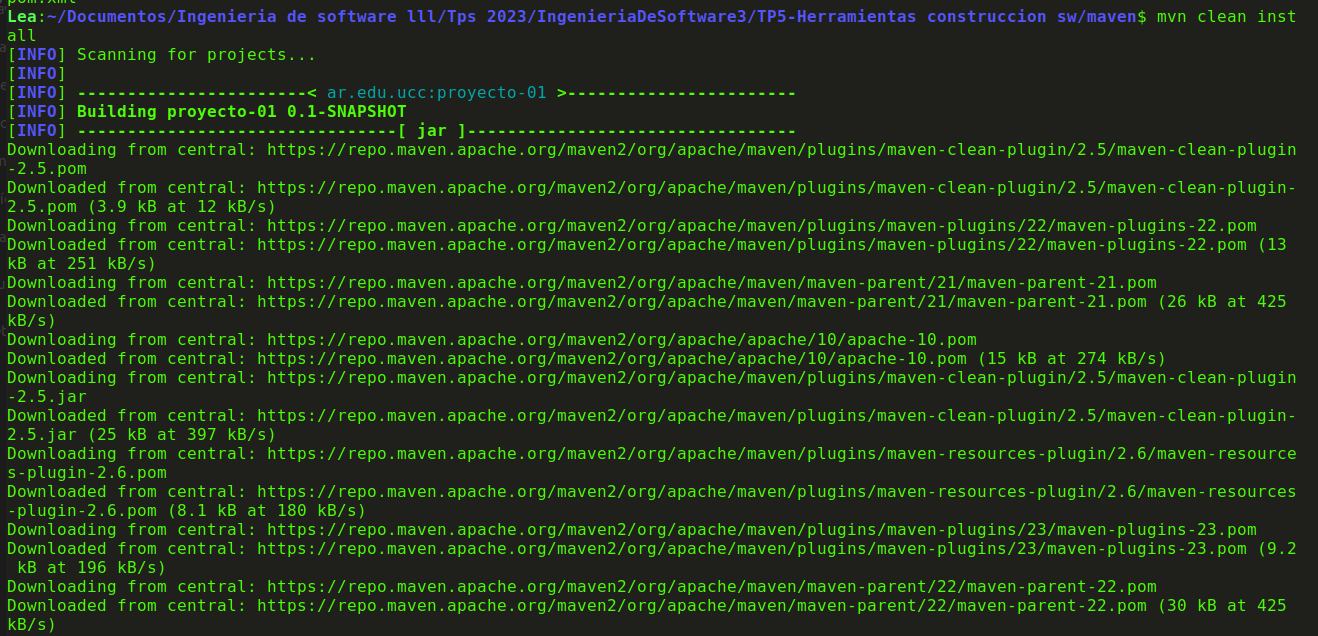 pom.xml
Lea:~/Documentos/Ingenieria de software lll/Tps 2023/IngenieriaDeSoftware3/TP5-Herramientas construccion sw/maven$ mvn clean inst
all
[INFO] Scanning for projects...
[INFO]
[INFO] -----------------------< ar.edu.ucc:proyecto-01 >-----------------------
[INFO] Building proyecto-01 0.1-SNAPSHOT
[INFO] --------------------------------[ jar ]---------------------------------
Downloading from central: https://repo.maven.apache.org/maven2/org/apache/maven/plugins/maven-clean-plugin/2.5/maven-clean-plugin
-2.5.pom
Downloaded from central: https://repo.maven.apache.org/maven2/org/apache/maven/plugins/maven-clean-plugin/2.5/maven-clean-plugin-
2.5.pom (3.9 kB at 12 kB/s)
Downloading from central: https://repo.maven.apache.org/maven2/org/apache/maven/plugins/maven-plugins/22/maven-plugins-22.pom
Downloaded from central: https://repo.maven.apache.org/maven2/org/apache/maven/plugins/maven-plugins/22/maven-plugins-22.pom (13
kB at 251 kB/s)
Downloading from central: https://repo.maven.apache.org/maven2/org/apache/maven/maven-parent/21/maven-parent-21.pom
Downloaded from central: https://repo.maven.apache.org/maven2/org/apache/maven/maven-parent/21/maven-parent-21.pom (26 kB at 425
kB/s)
Downloading from central: https://repo.maven.apache.org/maven2/org/apache/apache/10/apache-10.pom
Downloaded from central: https://repo.maven.apache.org/maven2/org/apache/apache/10/apache-10.pom (15 kB at 274 kB/s)
Downloading from central: https://repo.maven.apache.org/maven2/org/apache/maven/plugins/maven-clean-plugin/2.5/maven-clean-plugin
-2.5.jar
Downloaded from central: https://repo.maven.apache.org/maven2/org/apache/maven/plugins/maven-clean-plugin/2.5/maven-clean-plugin-
2.5.jar (25 kB at 397 kB/s)
Downloading from central: https://repo.maven.apache.org/maven2/org/apache/maven/plugins/maven-resources-plugin/2.6/maven-resource
s-plugin-2.6.pom
Downloaded from central: https://repo.maven.apache.org/maven2/org/apache/maven/plugins/maven-resources-plugin/2.6/maven-resources
-plugin-2.6.pom (8.1 kB at 180 kB/s)
Downloading from central: https://repo.maven.apache.org/maven2/org/apache/maven/plugins/maven-plugins/23/maven-plugins-23.pom
Downloaded from central: https://repo.maven.apache.org/maven2/org/apache/maven/plugins/maven-plugins/23/maven-plugins-23.pom (9.2
 kB at 196 kB/s)
Downloading from central: https://repo.maven.apache.org/maven2/org/apache/maven/maven-parent/22/maven-parent-22.pom
Downloaded from central: https://repo.maven.apache.org/maven2/org/apache/maven/maven-parent/22/maven-parent-22.pom (30 kB at 425
kB/s)